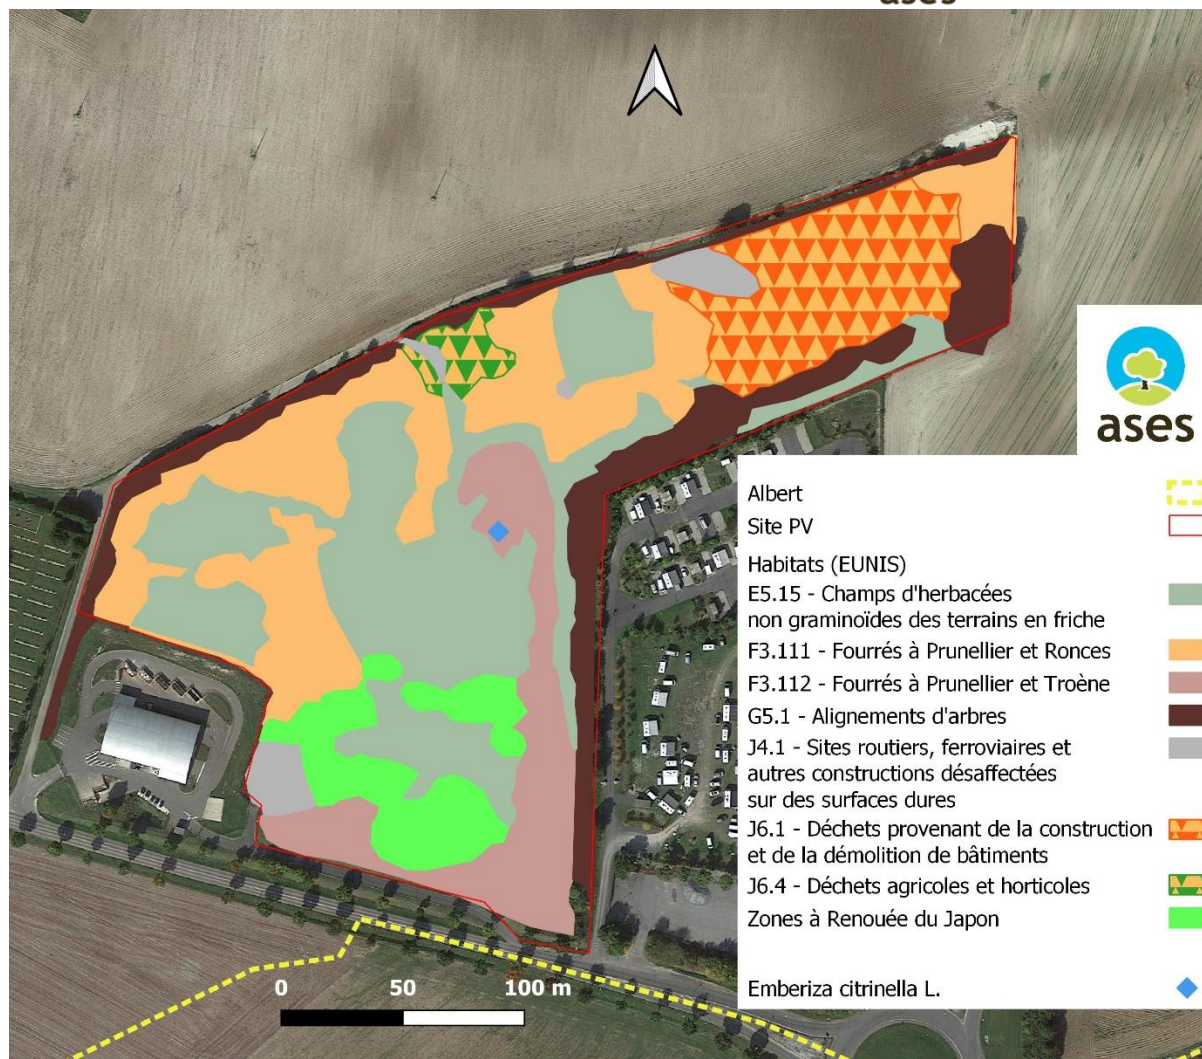 ases
ases
Albert
Site PV
Habitats (EUNIS)
E5.15 - Champs d'herbacées
non graminoïdes des terrains en friche
F3.111 - Fourrés à Prunellier et Ronces
F3.112 - Fourrés à Prunellier et Troène
G5.1 - Alignements d'arbres
J4.1 - Sites routiers, ferroviaires et
autres constructions désaffectées
sur des surfaces dures
J6.1 - Déchets provenant de la construction
et de la démolition de bâtiments
J6.4 - Déchets agricoles et horticoles
Zones à Renouée du Japon
Emberiza citrinella L.
0 50 100 m